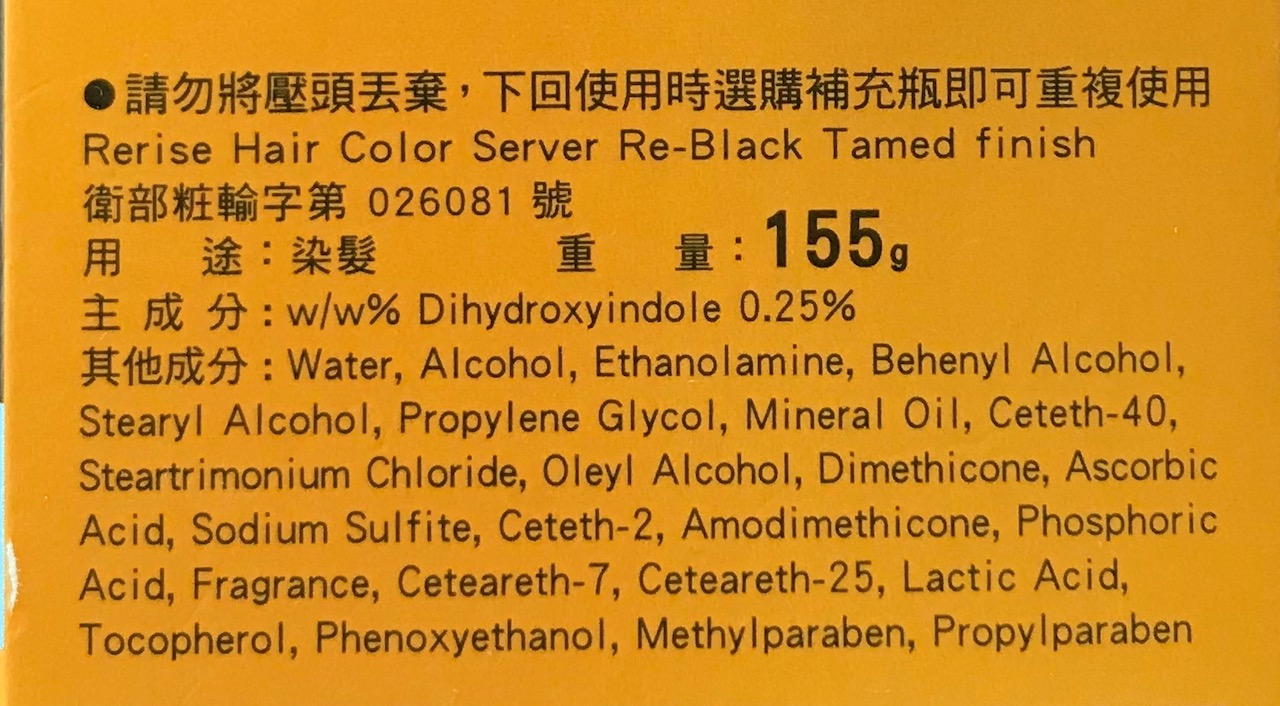 ●請勿將壓頭丟棄，下回使用時選購補充瓶即可重複使用
Rerise Hair Color Server Re-Black Tamed finish
衛部粧輸字第 026081 號
用途：染髮 重量：155g
主成分：w/w% Dihydroxyindole 0.25%
其他成分：Water, Alcohol, Ethanolamine, Behenyl Alcohol,
Stearyl Alcohol, Propylene Glycol, Mineral Oil, Ceteth-40,
Steartrimonium Chloride, Oleyl Alcohol, Dimethicone, Ascorbic
Acid, Sodium Sulfite, Ceteth-2, Amodimethicone, Phosphoric
Acid, Fragrance, Ceteareth-7, Ceteareth-25, Lactic Acid,
Tocopherol, Phenoxyethanol, Methylparaben, Propylparaben